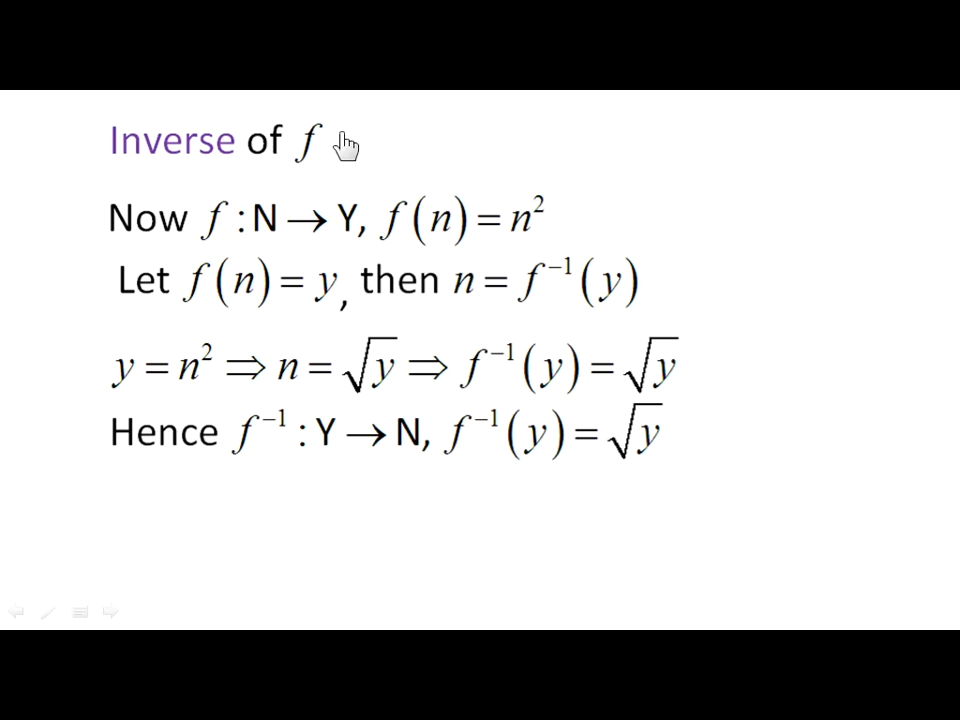 Inverse of f
Now f : N → Y, f(n) = n²
Let f(n) = y, then n = f⁻¹(y)
y = n² ⇒ n = √y ⇒ f⁻¹(y) = √y
Hence f⁻¹ : Y → N, f⁻¹(y) = √y